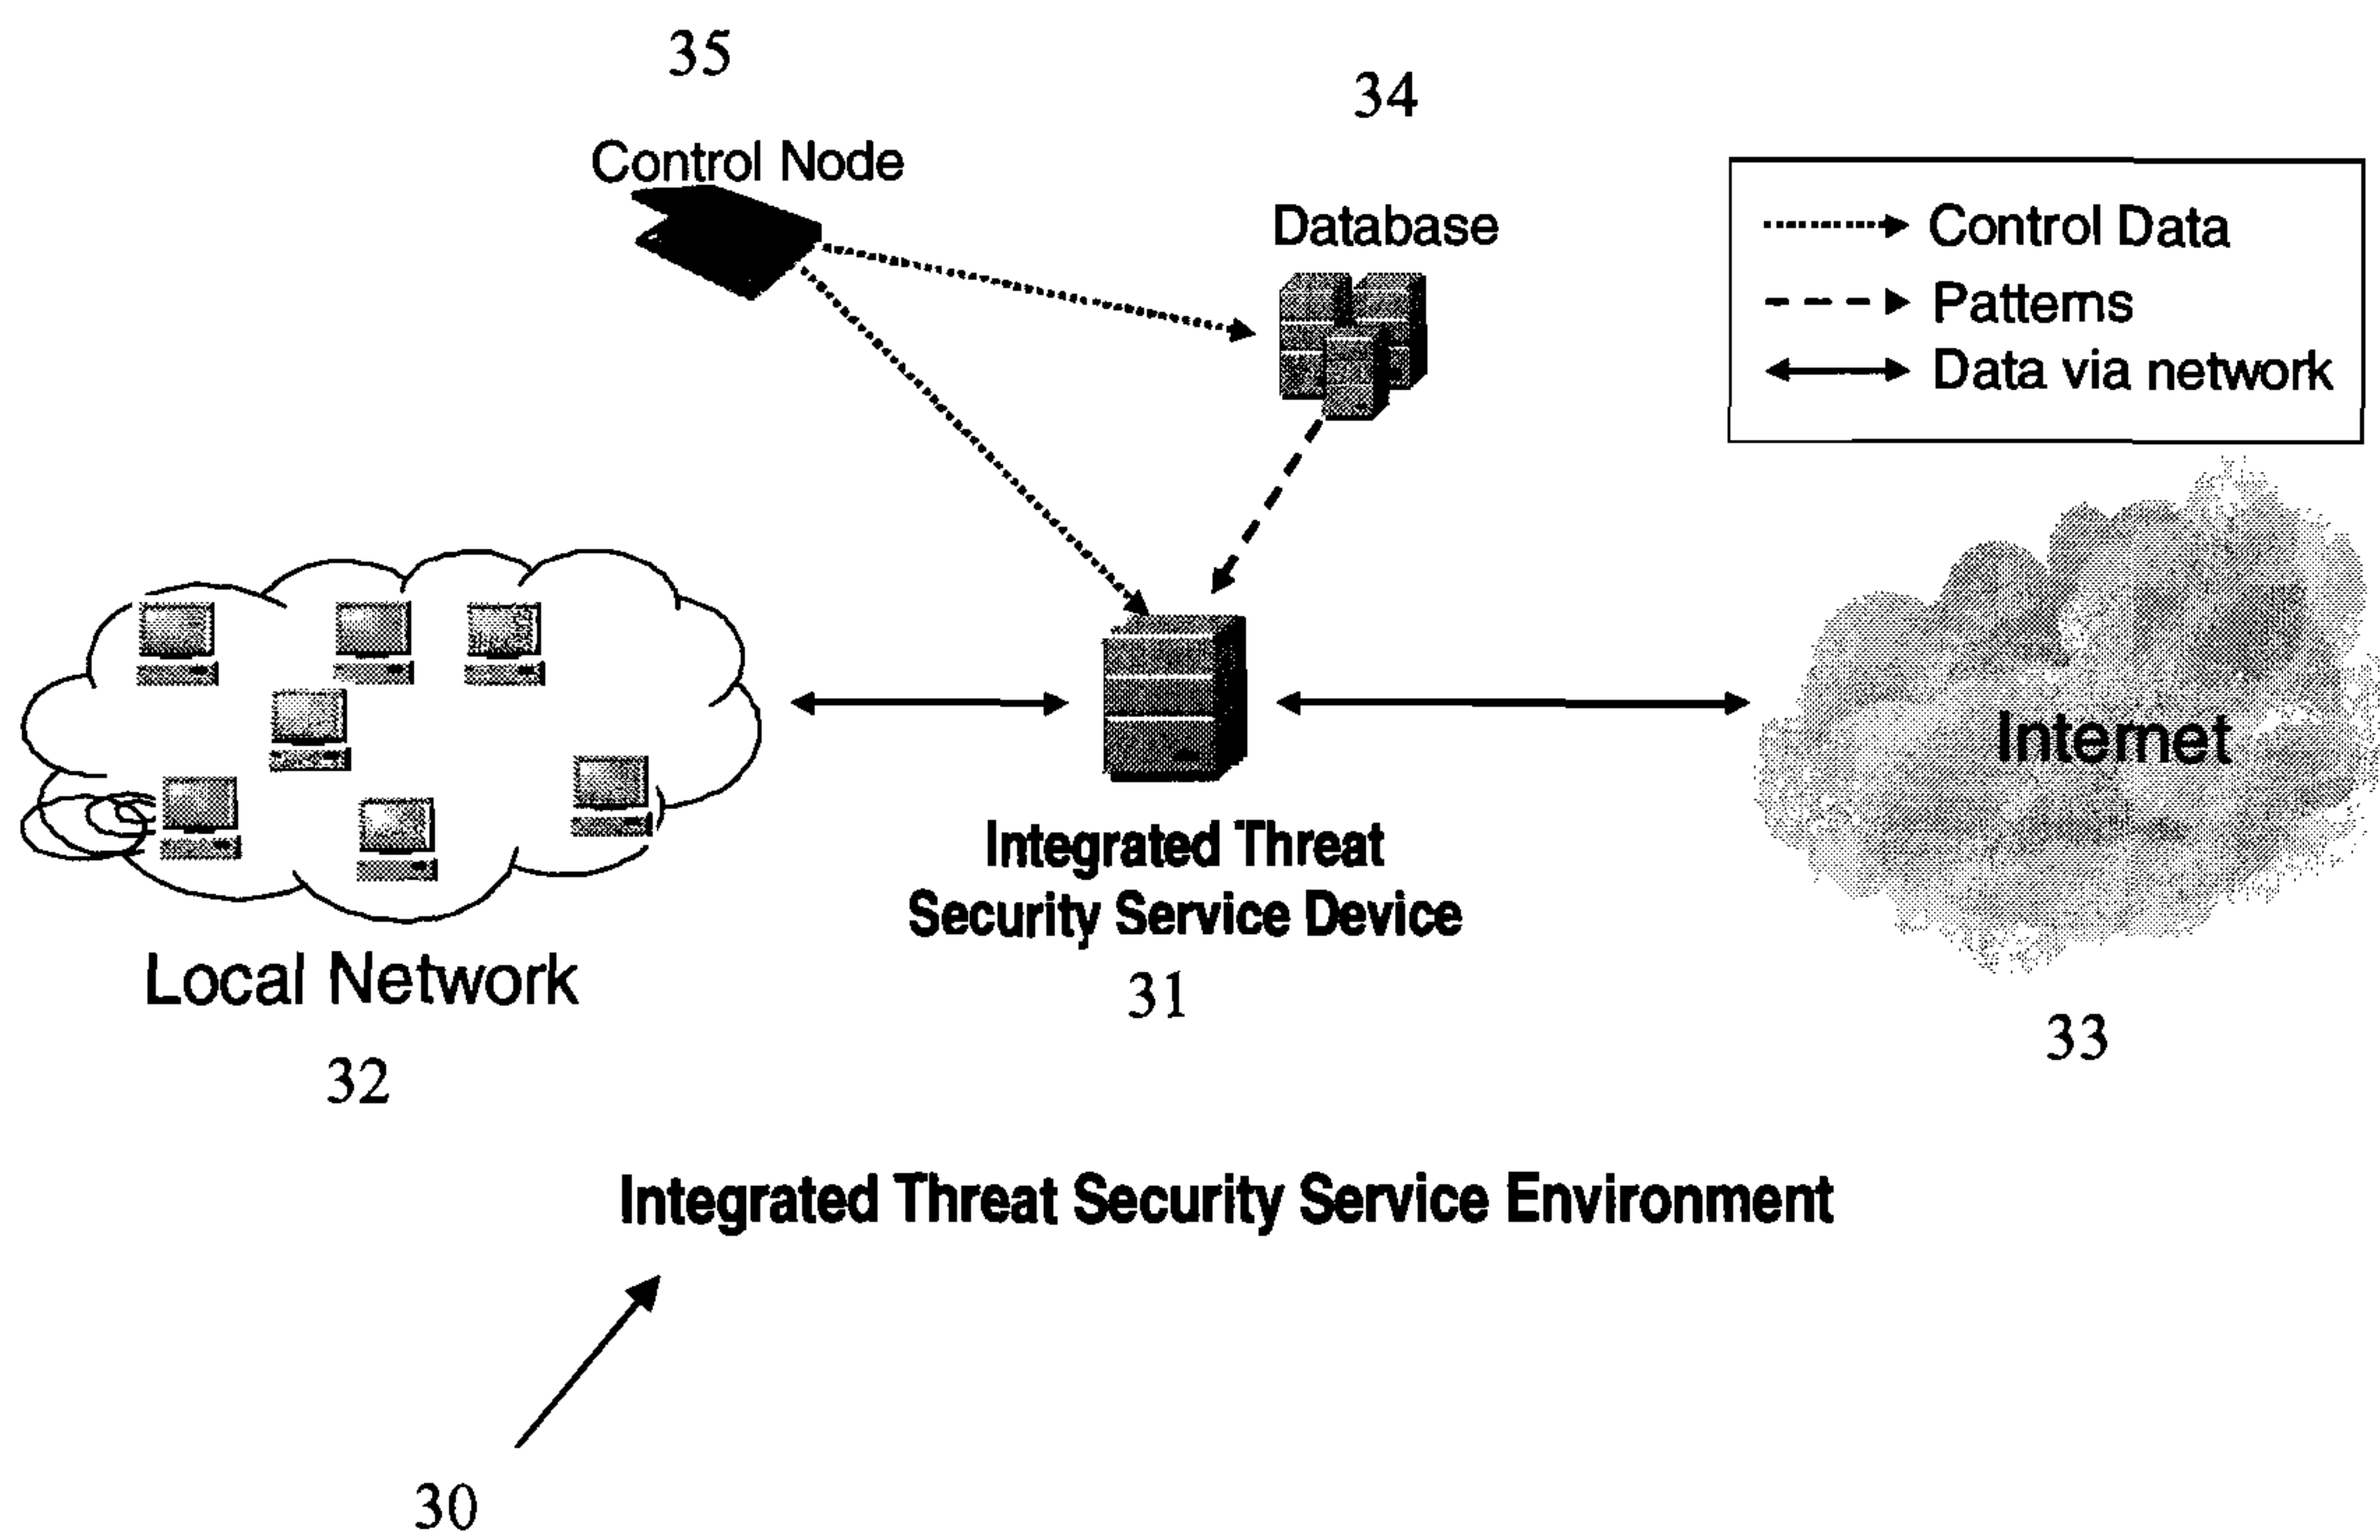 35
34
Control Node
Database
Control Data
Patterns
Data via network
Internet
Integrated Threat
Security Service Device
Local Network
31
33
32
Integrated Threat Security Service Environment
30